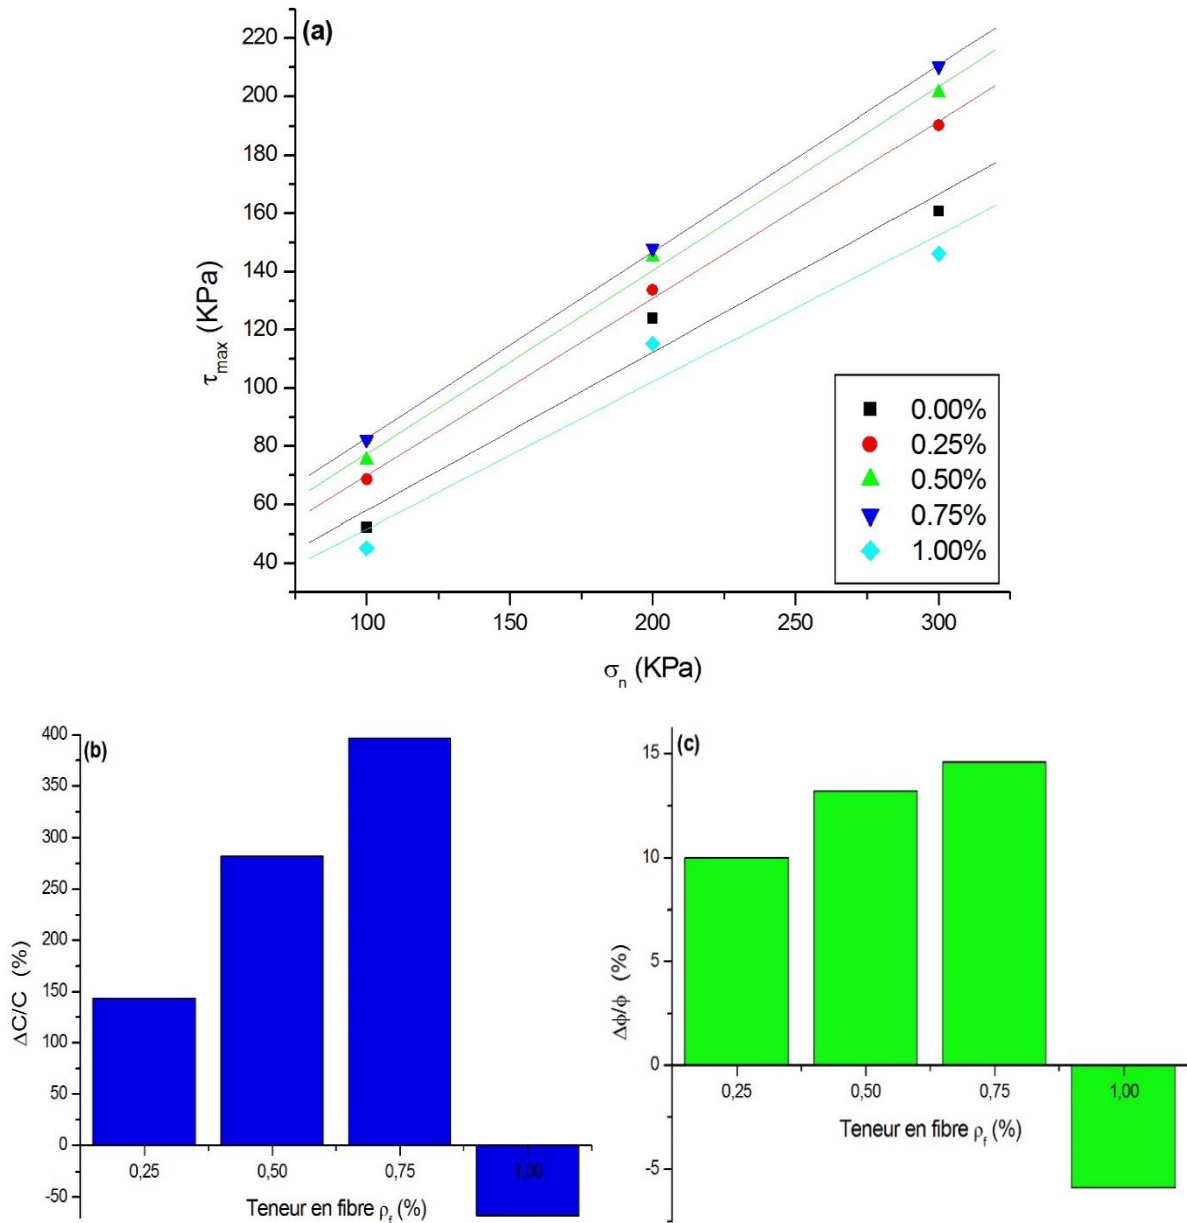 (a)
220
200
180
160
140
120
100
80
60
40
τmax (KPa)
0.00%
0.25%
0.50%
0.75%
1.00%
100 150 200 250 300
σn (KPa)
(b)
400
350
300
250
200
150
100
50
0
-50
ΔC/C (%)
0,25 0,50 0,75 1,00
Teneur en fibre ρf (%)
(c)
15
10
5
0
-5
Δϕ/ϕ (%)
0,25 0,50 0,75 1,00
Teneur en fibre ρf (%)